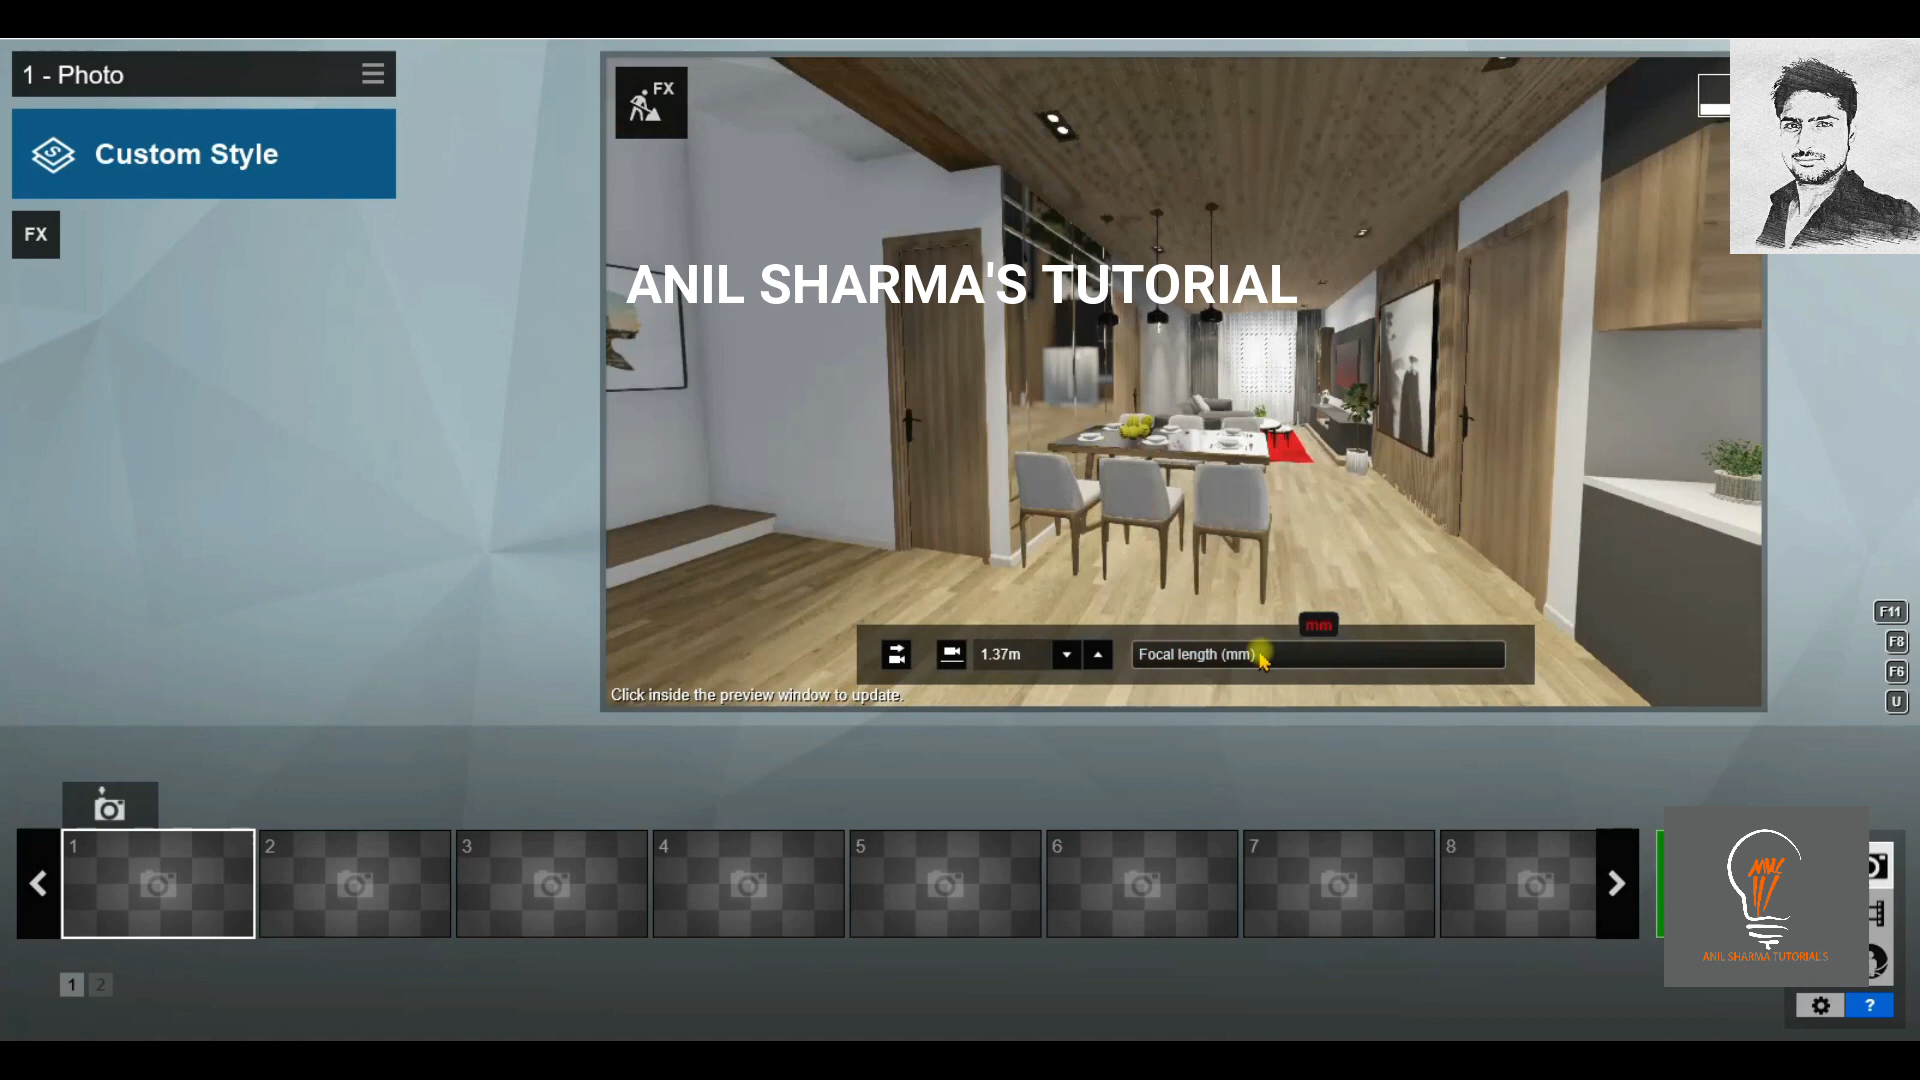 1 - Photo
Custom Style
FX
FX
ANIL SHARMA'S TUTORIAL
mm
1.37m
Focal length (mm)
Click inside the preview window to update.
F11
F8
F6
U
1
2
3
4
5
6
7
8
ANIL SHARMA TUTORIAL'S
1
2
?